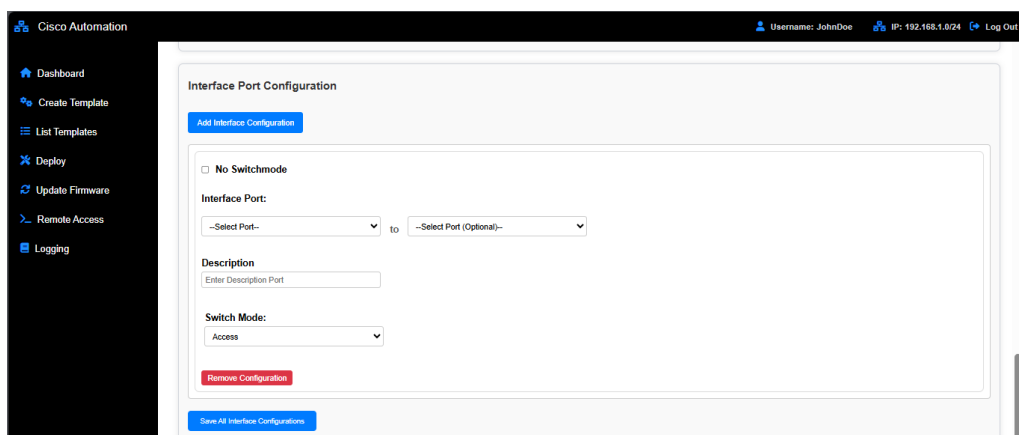 Cisco Automation
Username: JohnDoe
IP: 192.168.1.0/24
Log Out
Dashboard
Create Template
List Templates
Deploy
Update Firmware
Remote Access
Logging
Interface Port Configuration
Add Interface Configuration
No Switchmode
Interface Port:
--Select Port-- to --Select Port (Optional)--
Description
Enter Description Port
Switch Mode:
Access
Remove Configuration
Save All Interface Configurations